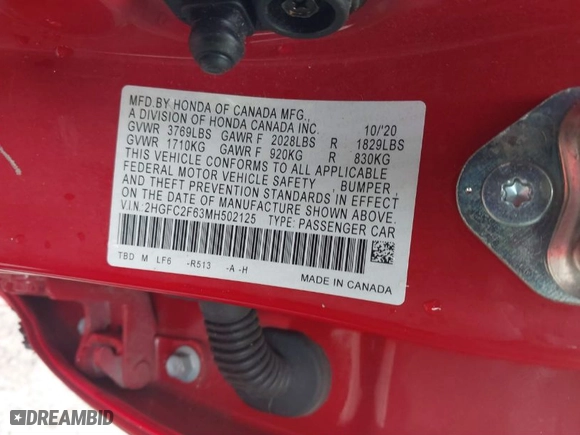 MFD.BY HONDA OF CANADA MFG.,
A DIVISION OF HONDA CANADA INC. 10/'20
GVWR 3769LBS GAWR F 2028LBS R 1829LBS
GVWR 1710KG GAWR F 920KG R 830KG
THIS VEHICLE CONFORMS TO ALL APPLICABLE
FEDERAL MOTOR VEHICLE SAFETY, BUMPER
AND THEFT PREVENTION STANDARDS IN EFFECT
ON THE DATE OF MANUFACTURE SHOWN ABOVE.
V.I.N.:2HGFC2F63MH502125 TYPE: PASSENGER CAR
TBD M LF6 -R513 -A -H
MADE IN CANADA
DREAMBID